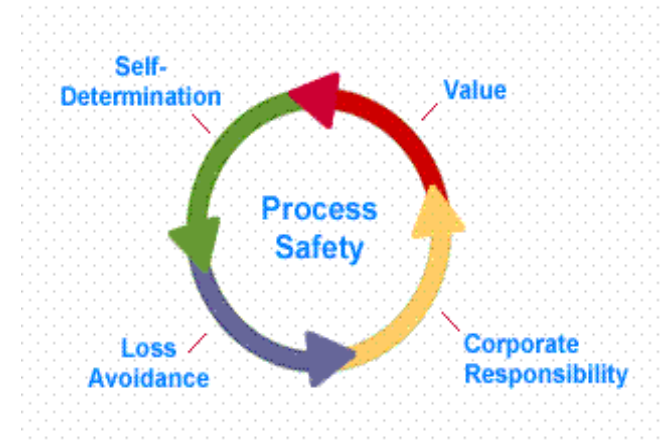 Self-
Determination
Value
Process
Safety
Loss
Avoidance
Corporate
Responsibility